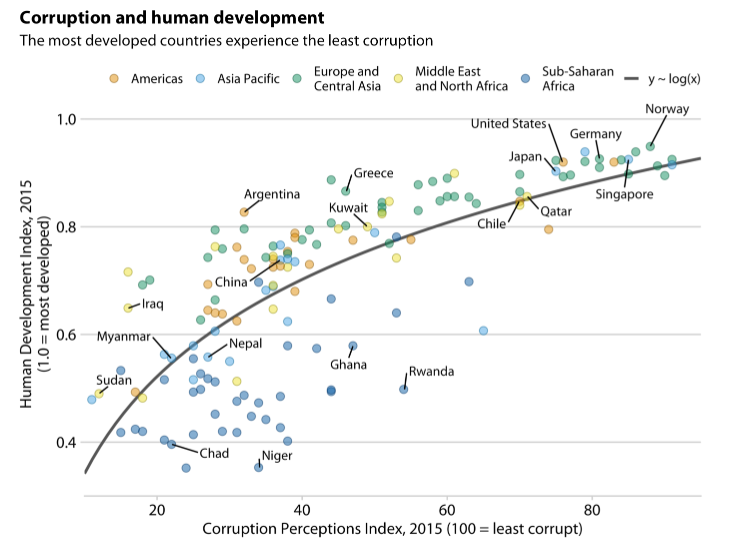 Corruption and human development
The most developed countries experience the least corruption
Americas
Asia Pacific
Europe and
Central Asia
Middle East
and North Africa
Sub-Saharan
Africa
y ~ log(x)
Human Development Index, 2015
(1.0 = most developed)
1.0
0.8
0.6
0.4
Norway
United States
Germany
Japan
Singapore
Greece
Argentina
Kuwait
Qatar
Chile
China
Iraq
Myanmar
Nepal
Ghana
Rwanda
Sudan
Chad
Niger
20
40
60
80
Corruption Perceptions Index, 2015 (100 = least corrupt)